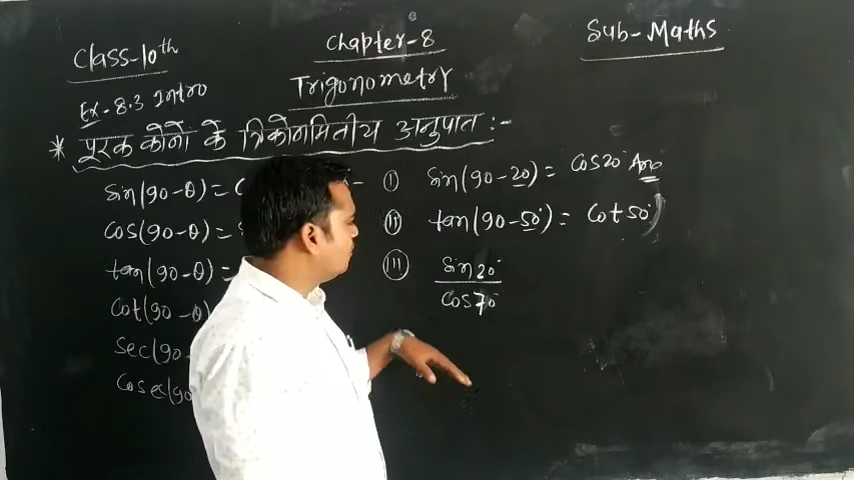 Class-10th
Chapter-8
Sub-Maths
Trigonometry
Ex-8.3 Intro
* पूरक कोणों के त्रिकोणमितीय अनुपात :-
sin(90-θ)=
cos(90-θ)=
tan(90-θ)=
cot(90-θ)
sec(90-
cosec(90
(i) sin(90-20)= cos20° Ans
(ii) tan(90-50°)= cot50°
(iii) sin20°
cos70°